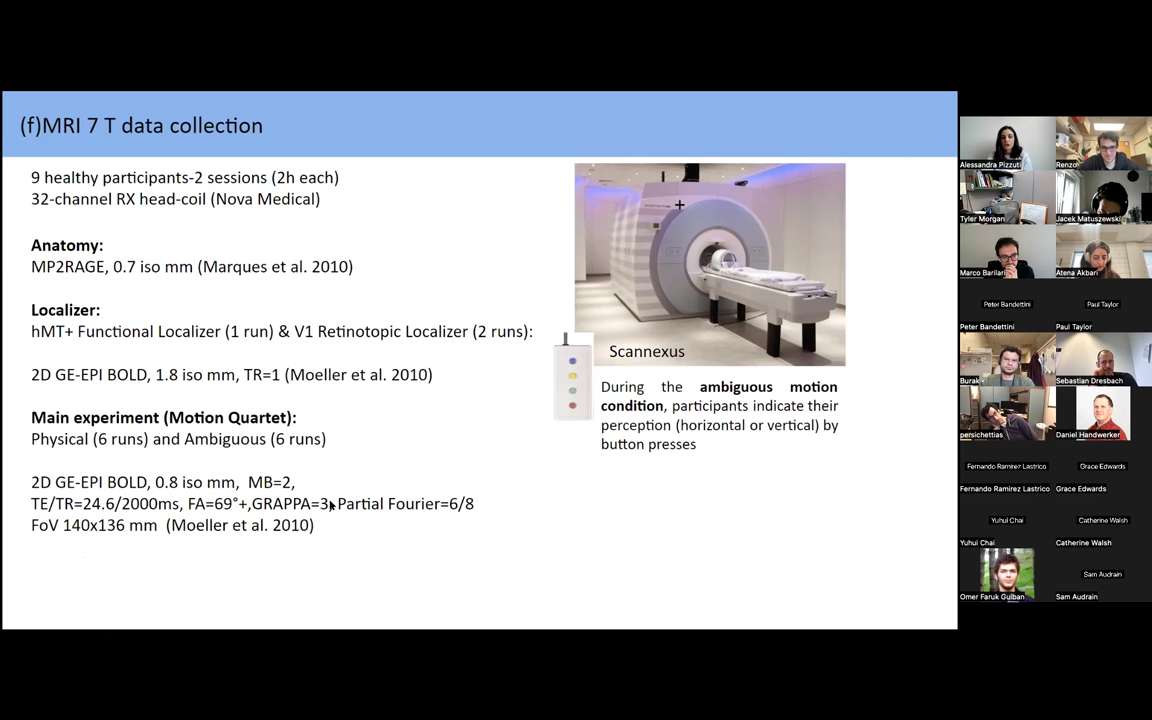 (f)MRI 7 T data collection
9 healthy participants-2 sessions (2h each)
32-channel RX head-coil (Nova Medical)
Anatomy:
MP2RAGE, 0.7 iso mm (Marques et al. 2010)
Localizer:
hMT+ Functional Localizer (1 run) & V1 Retinotopic Localizer (2 runs):
2D GE-EPI BOLD, 1.8 iso mm, TR=1 (Moeller et al. 2010)
Main experiment (Motion Quartet):
Physical (6 runs) and Ambiguous (6 runs)
2D GE-EPI BOLD, 0.8 iso mm, MB=2,
TE/TR=24.6/2000ms, FA=69°+,GRAPPA=3, Partial Fourier=6/8
FoV 140x136 mm (Moeller et al. 2010)
Scannexus
During the ambiguous motion
condition, participants indicate their
perception (horizontal or vertical) by
button presses
Alessandra Pizzuti
Renzo
Tyler Morgan
Jacek Matuszewski
Marco Barilari
Atena Akbari
Peter Bandettini
Paul Taylor
Peter Bandettini
Paul Taylor
Burak
Sebastian Dresbach
persichettias
Daniel Handwerker
Fernando Ramirez Lastrico
Grace Edwards
Fernando Ramirez Lastrico
Grace Edwards
Yuhui Chai
Catherine Walsh
Yuhui Chai
Catherine Walsh
Sam Audrain
Omer Faruk Gulban
Sam Audrain